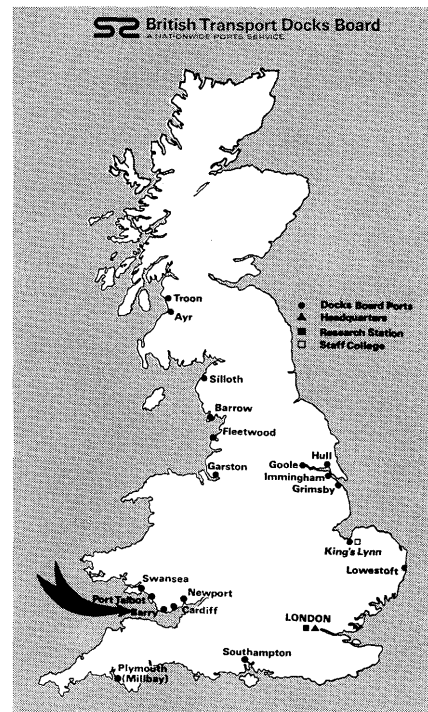 British Transport Docks Board
A NATIONWIDE PORTS SERVICE
Troon
Ayr
Docks Board Ports
Headquarters
Research Station
Staff College
Silloth
Barrow
Fleetwood
Garston
Goole
Hull
Immingham
Grimsby
King's Lynn
Lowestoft
Swansea
Port Talbot
Barry
Cardiff
Newport
LONDON
Southampton
Plymouth
(Millbay)